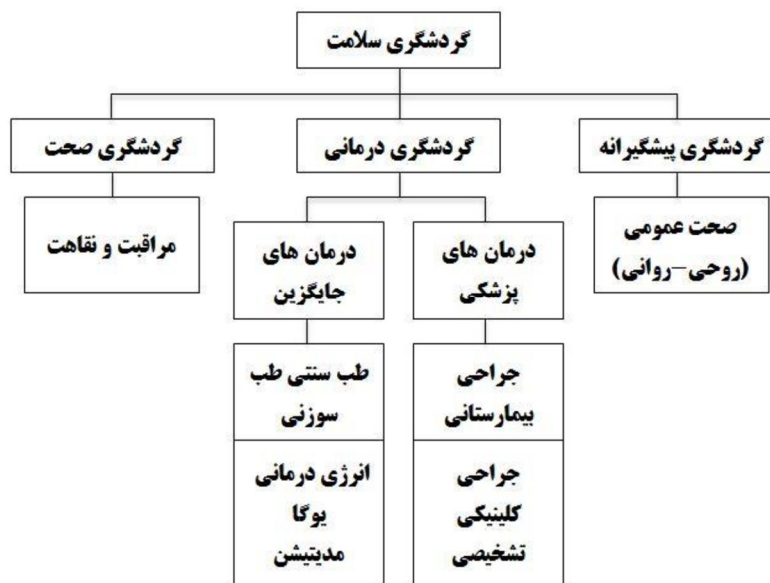 گردشگری سلامت
گردشگری پیشگیرانه
گردشگری درمانی
گردشگری صحت
صحت عمومی
(روحی-روانی)
درمان های
پزشکی
درمان های
جایگزین
مراقبت و نقاهت
جراحی
بیمارستانی
طب سنتی طب
سوزنی
جراحی
کلینیکی
تشخیصی
انرژی درمانی
یوگا
مدیتیشن